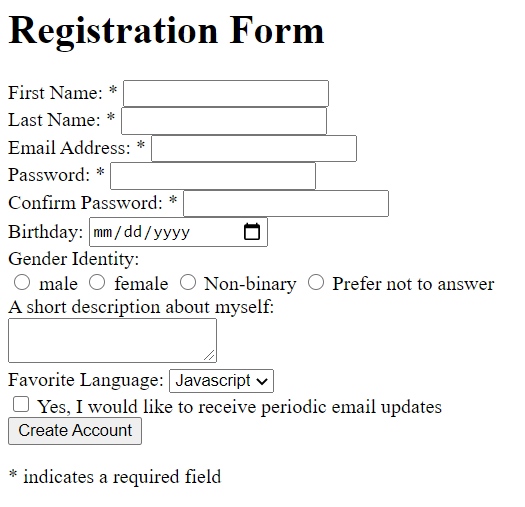 Registration Form
First Name: *
Last Name: *
Email Address: *
Password: *
Confirm Password: *
Birthday: mm/dd/yyyy
Gender Identity:
male female Non-binary Prefer not to answer
A short description about myself:
Favorite Language: Javascript
Yes, I would like to receive periodic email updates
Create Account
* indicates a required field